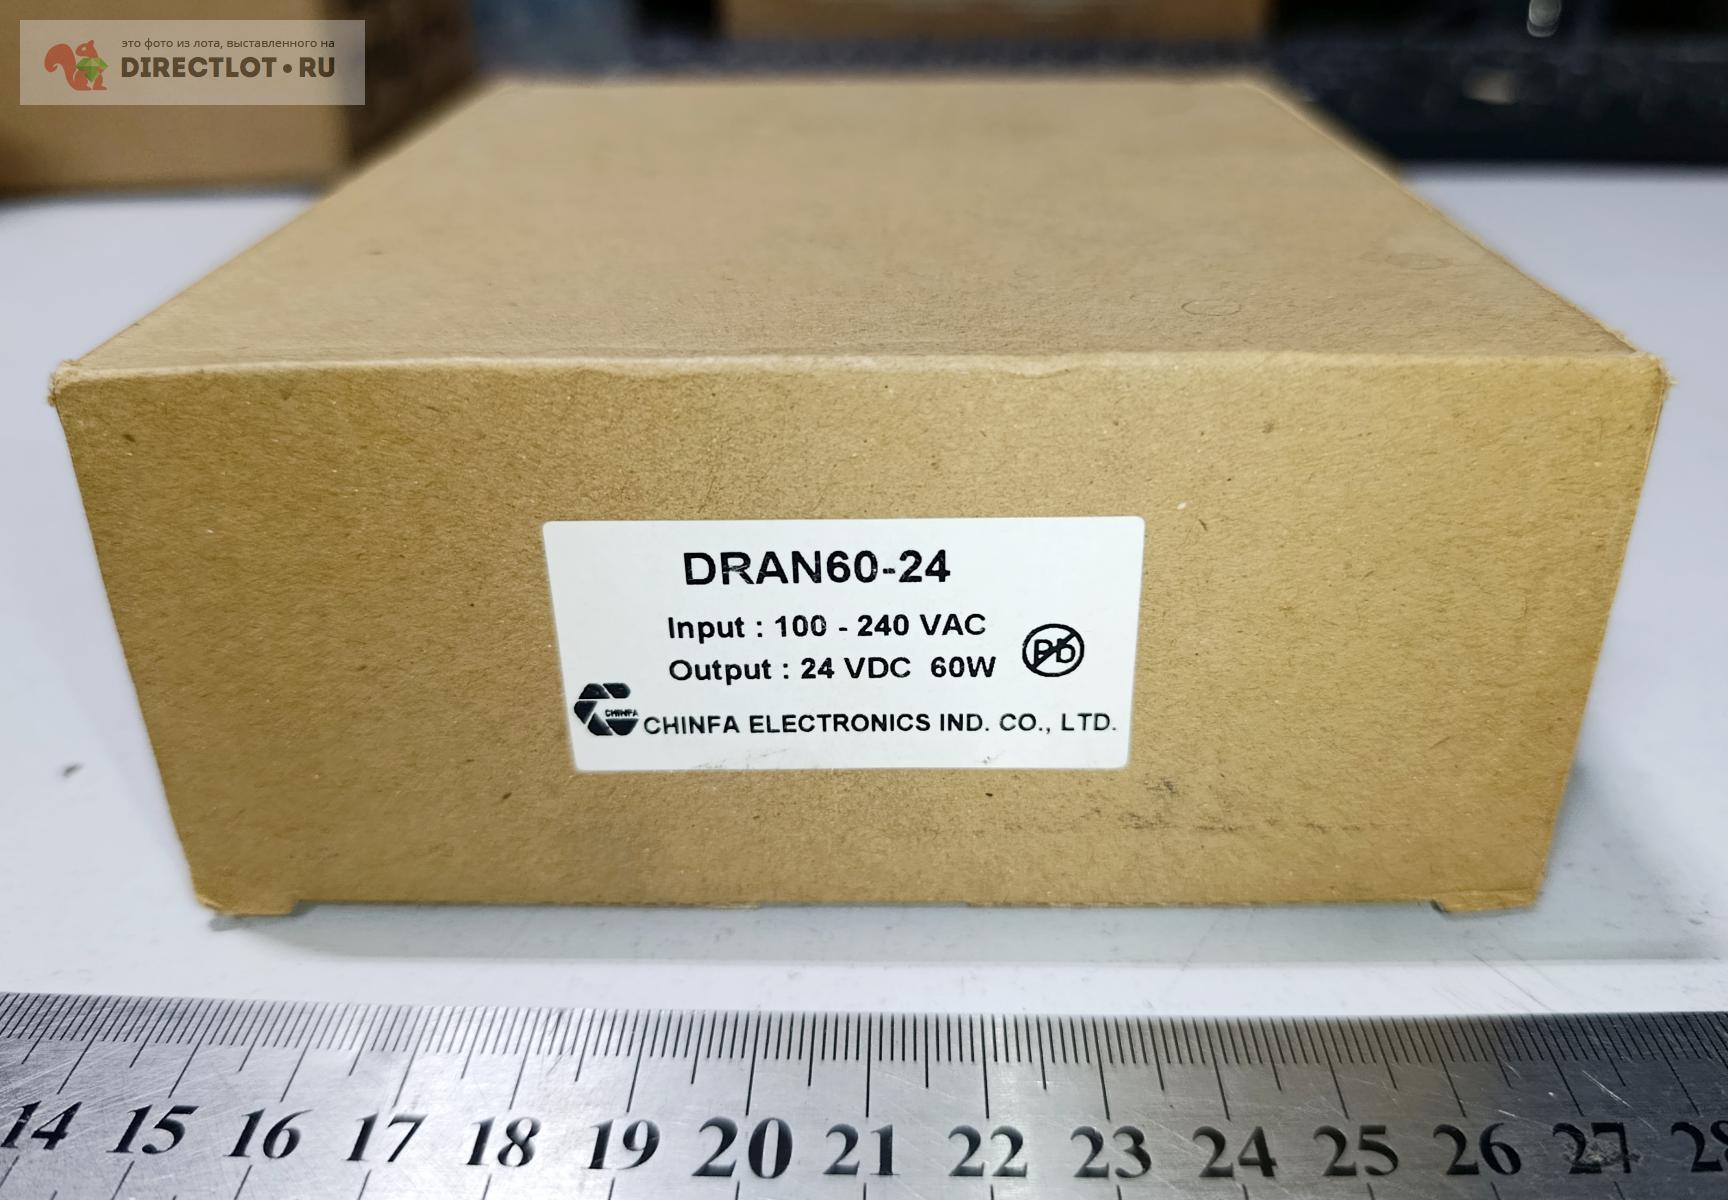 это фото из лота, выставленного на
DIRECTLOT•RU
DRAN60-24
Input : 100 - 240 VAC
Output : 24 VDC 60W
Pb
CHINFA
CHINFA ELECTRONICS IND. CO., LTD.
14 15 16 17 18 19 20 21 22 23 24 25 26 27 28